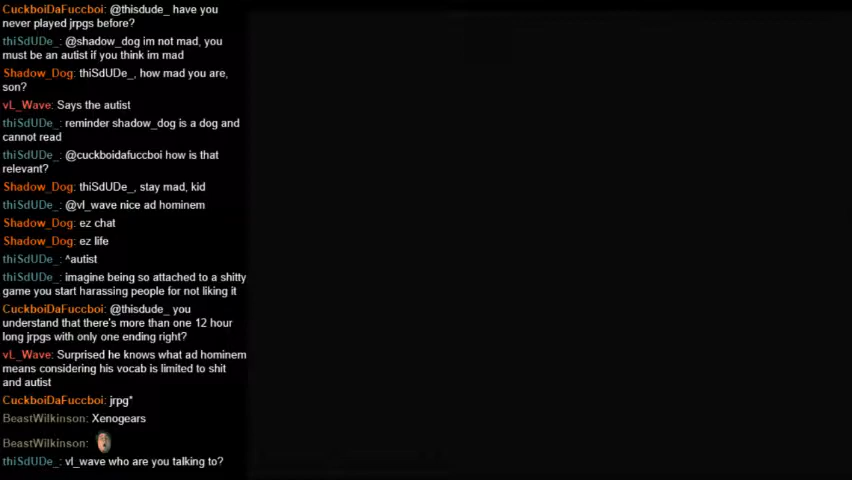 CuckboiDaFuccboi: @thisdude_ have you
never played jrpgs before?
thiSdUDe_: @shadow_dog im not mad, you
must be an autist if you think im mad
Shadow_Dog: thiSdUDe_, how mad you are,
son?
vL_Wave: Says the autist
thiSdUDe_: reminder shadow_dog is a dog and
cannot read
thiSdUDe_: @cuckboidafuccboi how is that
relevant?
Shadow_Dog: thiSdUDe_, stay mad, kid
thiSdUDe_: @vl_wave nice ad hominem
Shadow_Dog: ez chat
Shadow_Dog: ez life
thiSdUDe_: ^autist
thiSdUDe_: imagine being so attached to a shitty
game you start harassing people for not liking it
CuckboiDaFuccboi: @thisdude_ you
understand that there's more than one 12 hour
long jrpgs with only one ending right?
vL_Wave: Surprised he knows what ad hominem
means considering his vocab is limited to shit
and autist
CuckboiDaFuccboi: jrpg*
BeastWilkinson: Xenogears
BeastWilkinson:
thiSdUDe_: vl_wave who are you talking to?